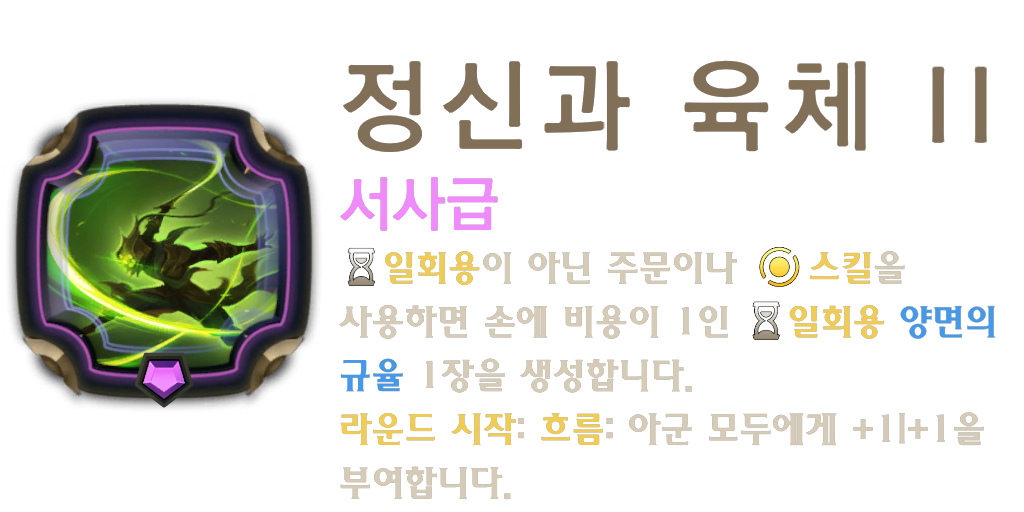 정신과 육체 II
서사급
일회용이 아닌 주문이나 스킬을
사용하면 손에 비용이 1인 일회용 양면의
규율 1장을 생성합니다.
라운드 시작: 흐름: 아군 모두에게 +1|+1을
부여합니다.